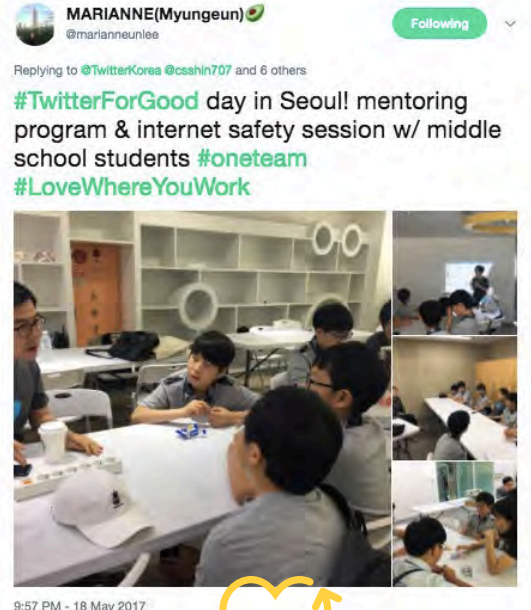 MARIANNE(Myungeun)🥑
@marianneunlee
Following
Replying to @TwitterKorea @csshin707 and 6 others
#TwitterForGood day in Seoul! mentoring
program & internet safety session w/ middle
school students #oneteam
#LoveWhereYouWork
9:57 PM - 18 May 2017